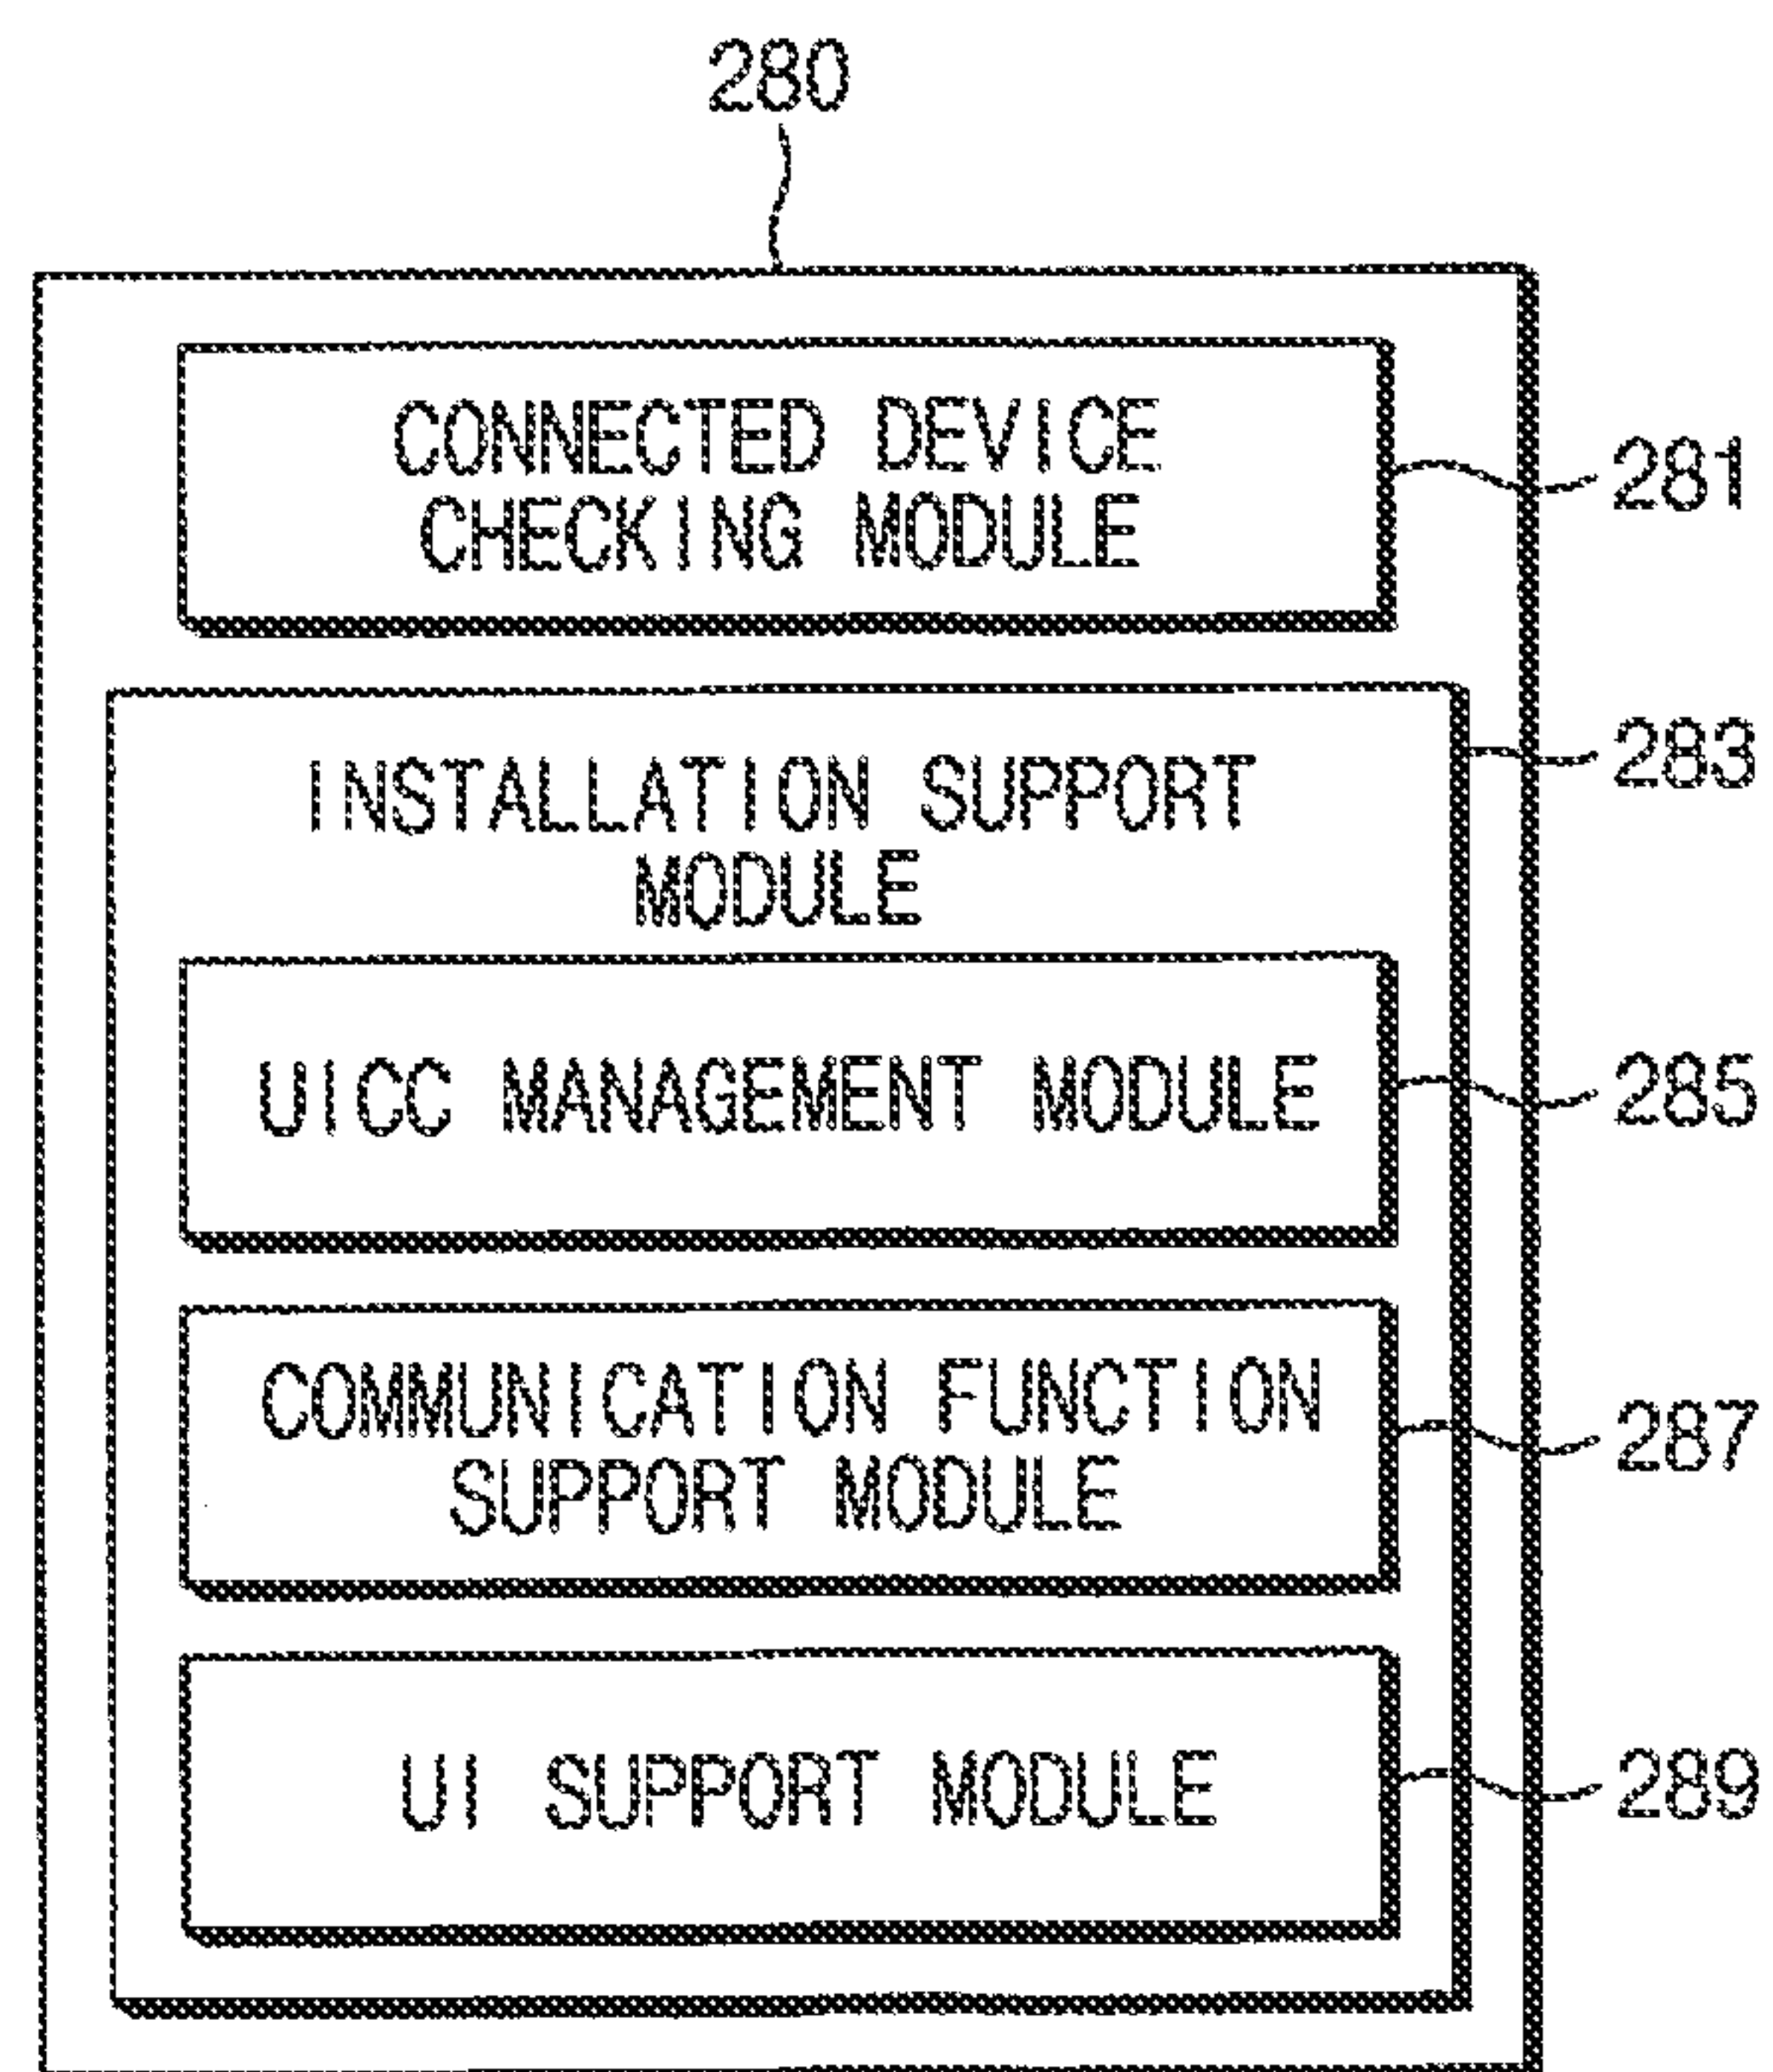 280
CONNECTED DEVICE
CHECKING MODULE
281
INSTALLATION SUPPORT
MODULE
283
UICC MANAGEMENT MODULE
285
COMMUNICATION FUNCTION
SUPPORT MODULE
287
UI SUPPORT MODULE
289